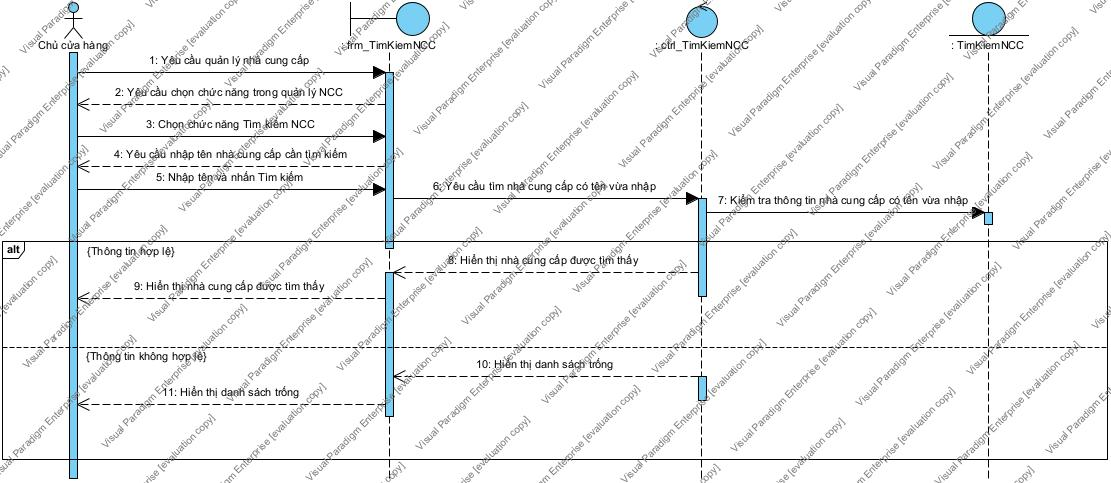 Chủ cửa hàng
frm_TimKiemNCC
: ctrl_TimKiemNCC
: TimKiemNCC
1: Yêu cầu quản lý nhà cung cấp
2: Yêu cầu chọn chức năng trong quản lý NCC
3: Chọn chức năng Tìm kiếm NCC
4: Yêu cầu nhập tên nhà cung cấp cần tìm kiếm
5: Nhập tên và nhấn Tìm kiếm
6: Yêu cầu tìm nhà cung cấp có tên vừa nhập
7: Kiểm tra thông tin nhà cung cấp có tên vừa nhập
alt
{Thông tin hợp lệ}
8: Hiển thị nhà cung cấp được tìm thấy
9: Hiển thị nhà cung cấp được tìm thấy
{Thông tin không hợp lệ}
10: Hiển thị danh sách trống
11: Hiển thị danh sách trống
Visual Paradigm Enterprise [evaluation copy]